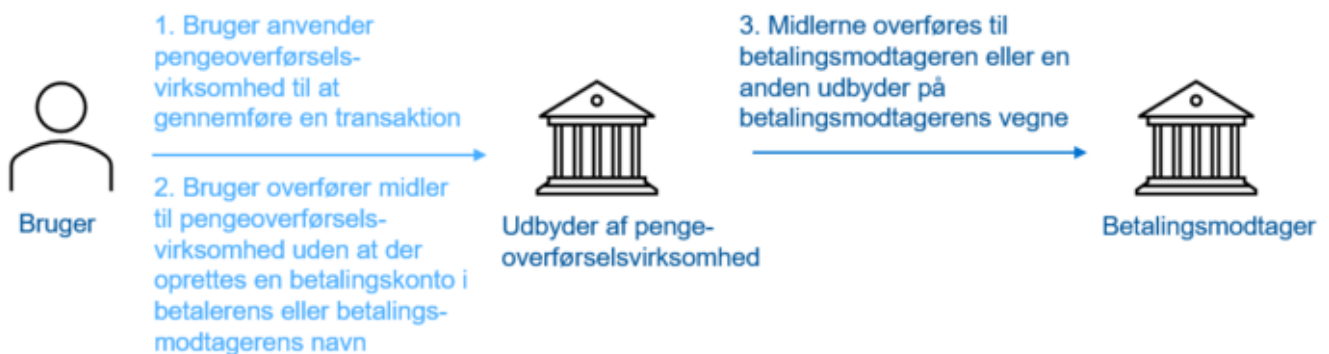 1. Bruger anvender
pengeoverførsels-
virksomhed til at
gennemføre en transaktion
2. Bruger overfører midler
til pengeoverførsels-
virksomhed uden at der
oprettes en betalingskonto i
betalerens eller betalings-
modtagerens navn
3. Midlerne overføres til
betalingsmodtageren eller en
anden udbyder på
betalingsmodtagerens vegne
Bruger
Udbyder af penge-
overførselsvirksomhed
Betalingsmodtager